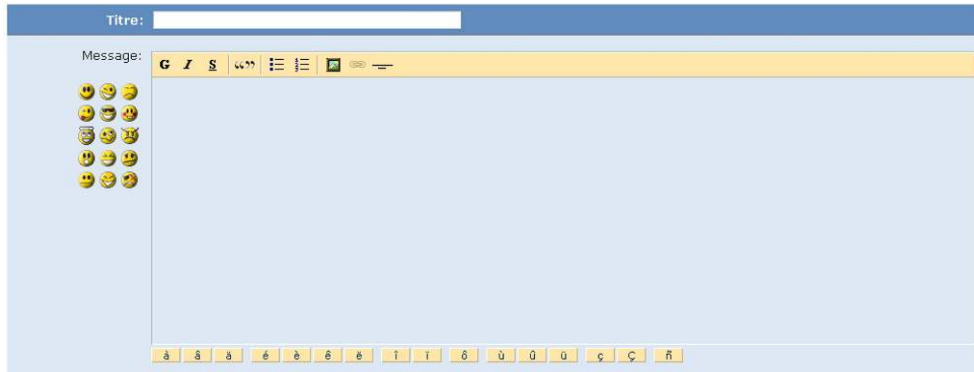 Titre:
Message:
G I S “”
à â ä é è ê ë î ï ô ù û ü ç Ç ñ